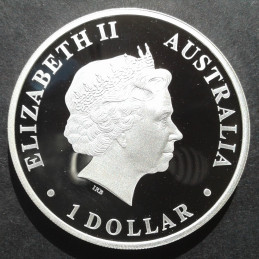 ELIZABETH II
AUSTRALIA
1 DOLLAR
IRB